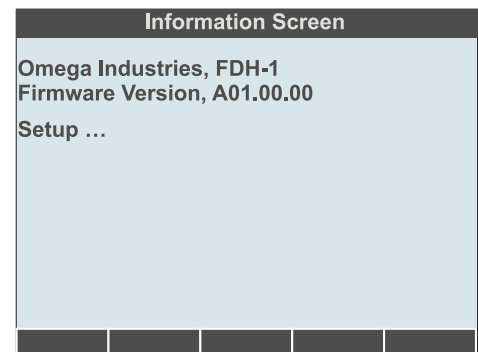 Information Screen
Omega Industries, FDH-1
Firmware Version, A01.00.00
Setup …